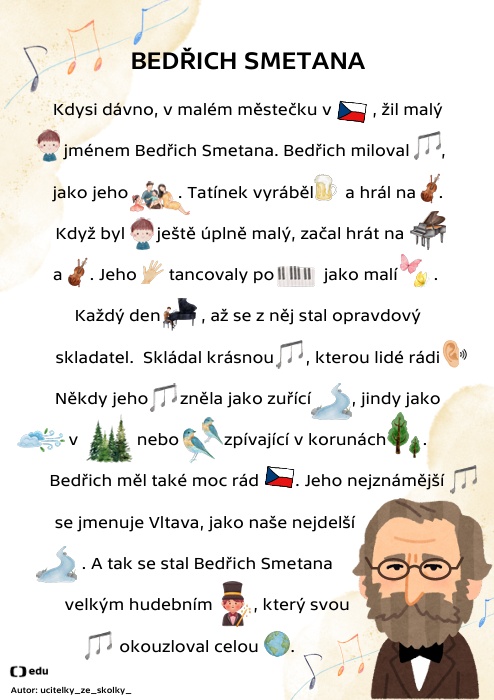 BEDŘICH SMETANA
Kdysi dávno, v malém městečku v , žil malý
jménem Bedřich Smetana. Bedřich miloval ,
jako jeho . Tatínek vyráběl a hrál na .
Když byl ještě úplně malý, začal hrát na
a . Jeho tancovaly po jako malí .
Každý den , až se z něj stal opravdový
skladatel. Skládal krásnou , kterou lidé rádi
Někdy jeho zněla jako zuřící , jindy jako
v nebo zpívající v korunách .
Bedřich měl také moc rád . Jeho nejznámější
se jmenuje Vltava, jako naše nejdelší
. A tak se stal Bedřich Smetana
velkým hudebním , který svou
okouzloval celou .
edu
Autor: ucitelky_ze_skolky_